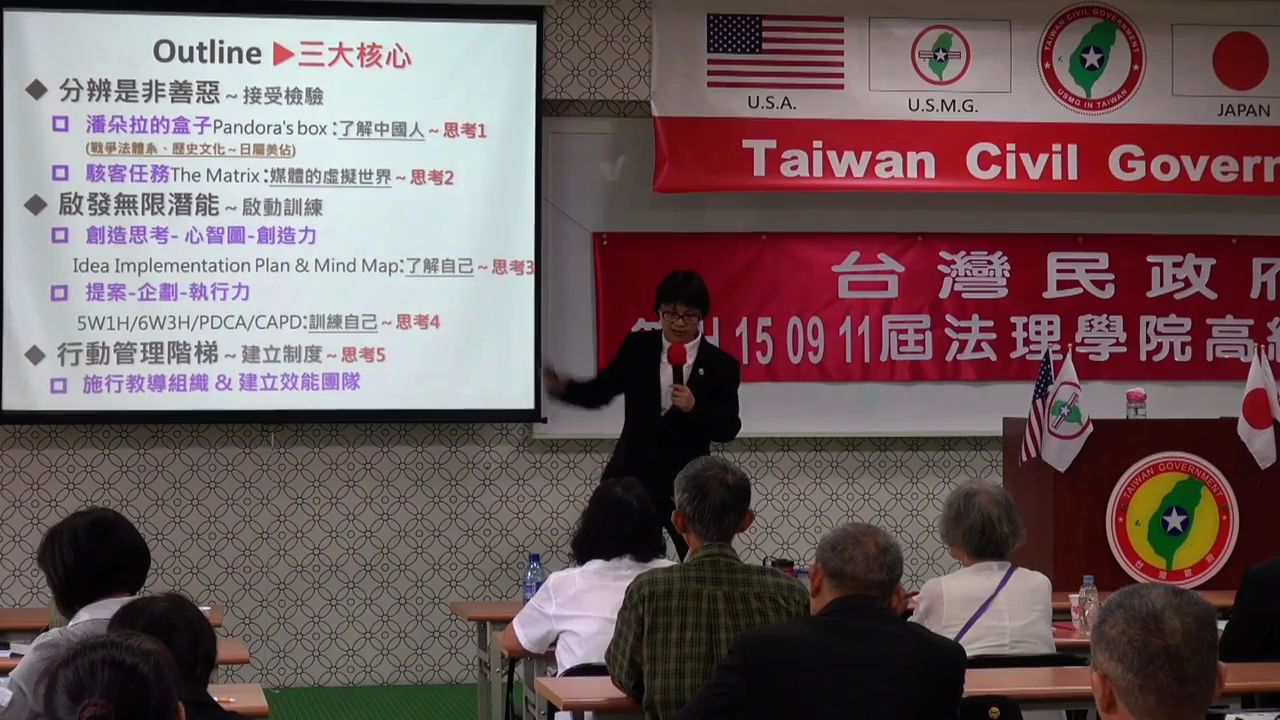 Outline ▶三大核心
◆ 分辨是非善惡 ~ 接受檢驗
潘朵拉的盒子Pandora's box :了解中國人 ~ 思考1
(戰爭法體系、歷史文化~日屬美佔)
駭客任務The Matrix:媒體的虛擬世界 ~ 思考2
◆ 啟發無限潛能 ~ 啟動訓練
創造思考- 心智圖-創造力
Idea Implementation Plan & Mind Map:了解自己 ~ 思考3
提案-企劃-執行力
5W1H/6W3H/PDCA/CAPD:訓練自己 ~ 思考4
◆ 行動管理階梯 ~ 建立制度 ~ 思考5
施行教導組織 & 建立效能團隊
U.S.A.
U.S.M.G.
TAIWAN CIVIL GOVERNMENT
USMG IN TAIWAN
JAPAN
Taiwan Civil Govern
台灣民政府
15 09 11屆法理學院高
TAIWAN GOVERNMENT